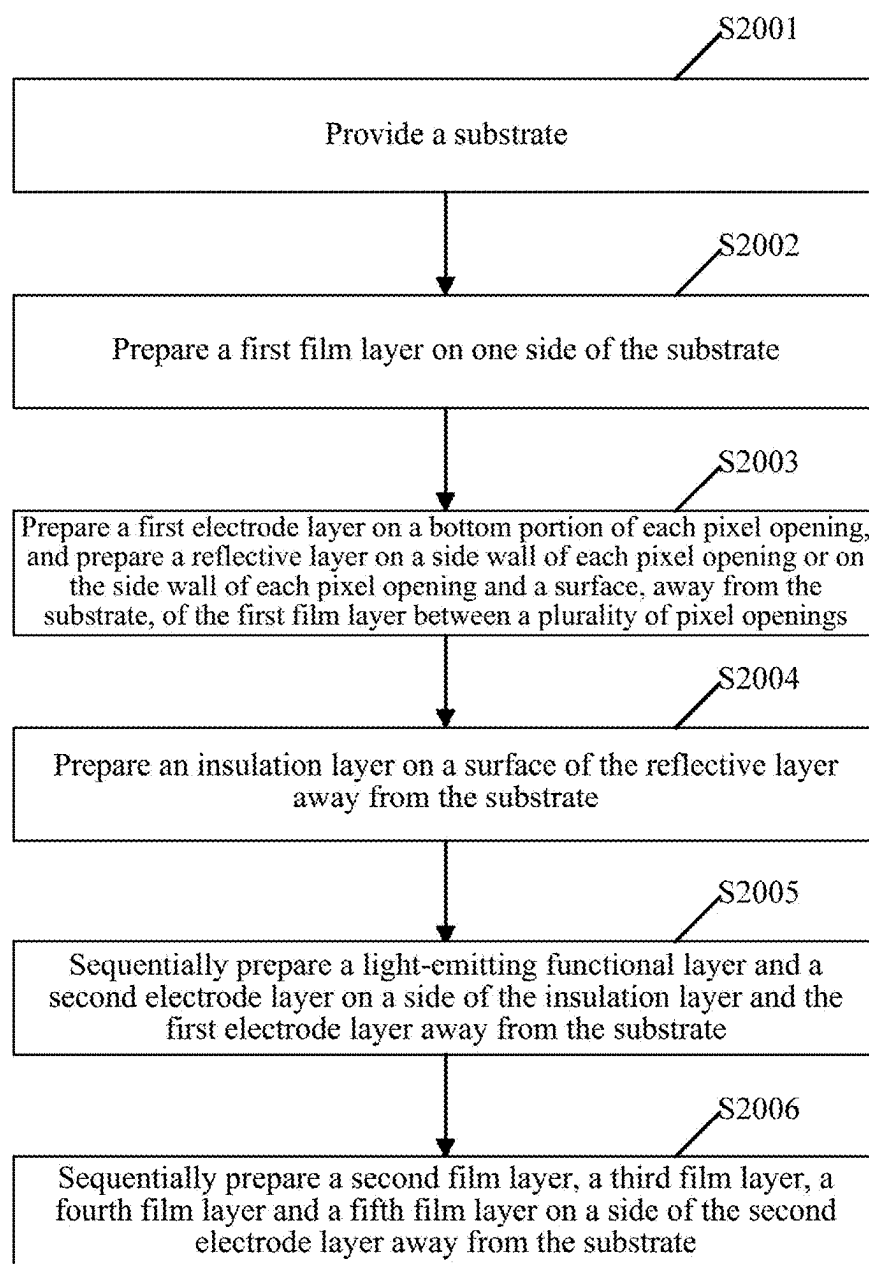 S2001
Provide a substrate
S2002
Prepare a first film layer on one side of the substrate
S2003
Prepare a first electrode layer on a bottom portion of each pixel opening,
and prepare a reflective layer on a side wall of each pixel opening or on
the side wall of each pixel opening and a surface, away from the
substrate, of the first film layer between a plurality of pixel openings
S2004
Prepare an insulation layer on a surface of the reflective layer
away from the substrate
S2005
Sequentially prepare a light-emitting functional layer and a
second electrode layer on a side of the insulation layer and the
first electrode layer away from the substrate
S2006
Sequentially prepare a second film layer, a third film layer, a
fourth film layer and a fifth film layer on a side of the second
electrode layer away from the substrate